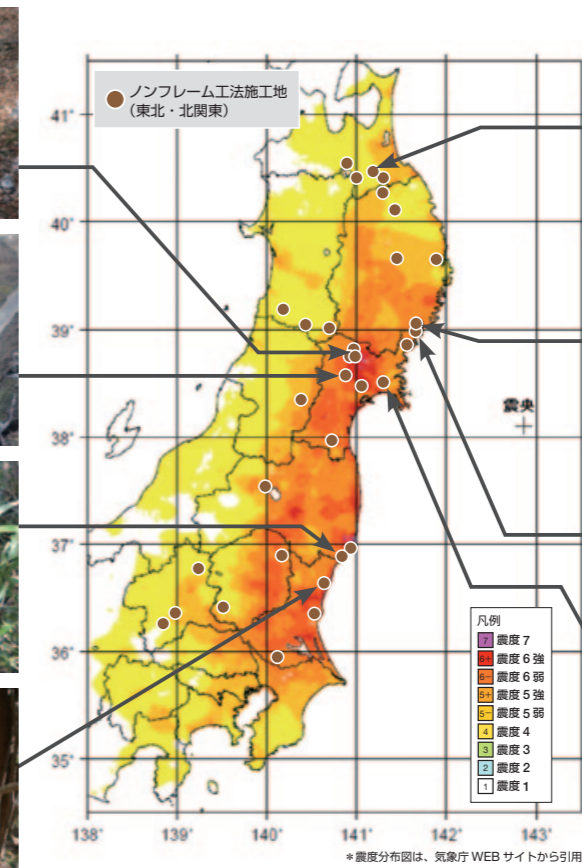 ノンフレーム工法施工地
（東北・北関東）
41°
40°
39°
38°
37°
36°
35°
震央
凡例
7 震度 7
6+ 震度 6 強
6- 震度 6 弱
5+ 震度 5 強
5- 震度 5 弱
4 震度 4
3 震度 3
2 震度 2
1 震度 1
138° 139° 140° 141° 142° 143°
＊震度分布図は、気象庁 WEB サイトから引用